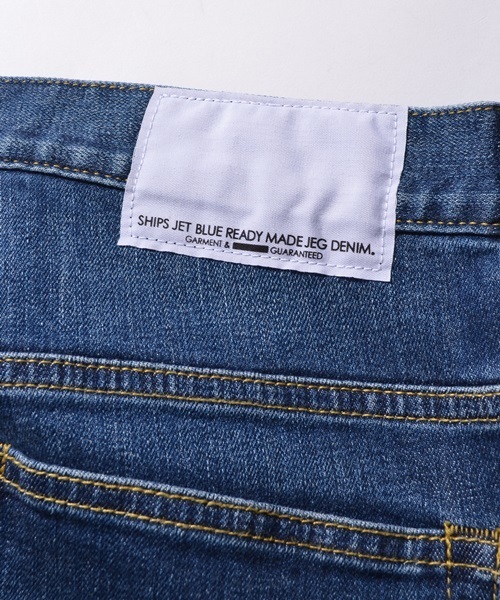 SHIPS JET BLUE READY MADE JEG DENIM.
GARMENT & GUARANTEED